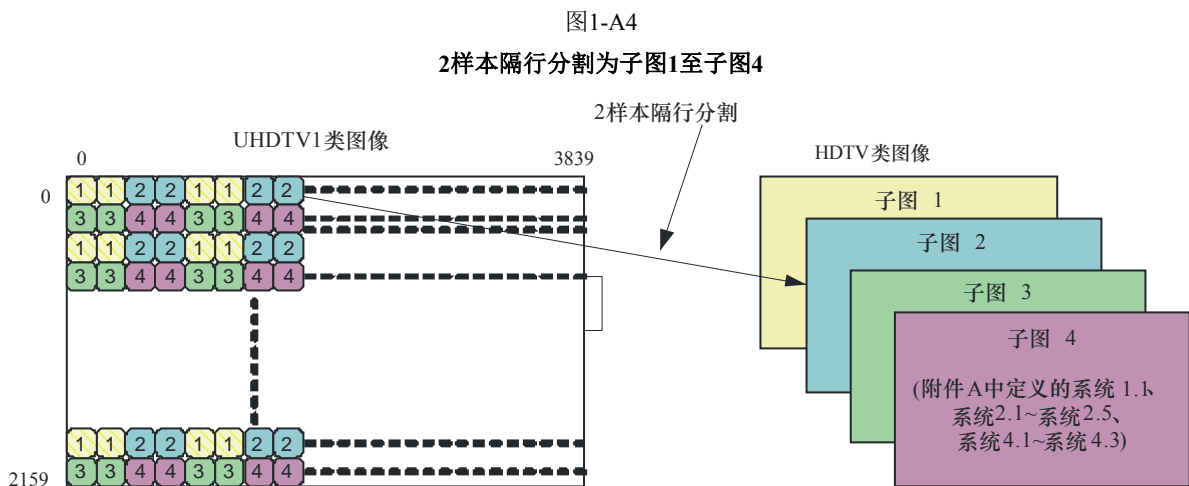 图1-A4
2样本隔行分割为子图1至子图4
2样本隔行分割
UHDTV1类图像
HDTV类图像
0 3839
0
1 1 2 2 1 1 2 2
3 3 4 4 3 3 4 4
1 1 2 2 1 1 2 2
3 3 4 4 3 3 4 4
1 1 2 2 1 1 2 2
3 3 4 4 3 3 4 4
2159
子图 1
子图 2
子图 3
子图 4
(附件A中定义的系统 1.1、
系统2.1~系统2.5、
系统4.1~系统4.3)